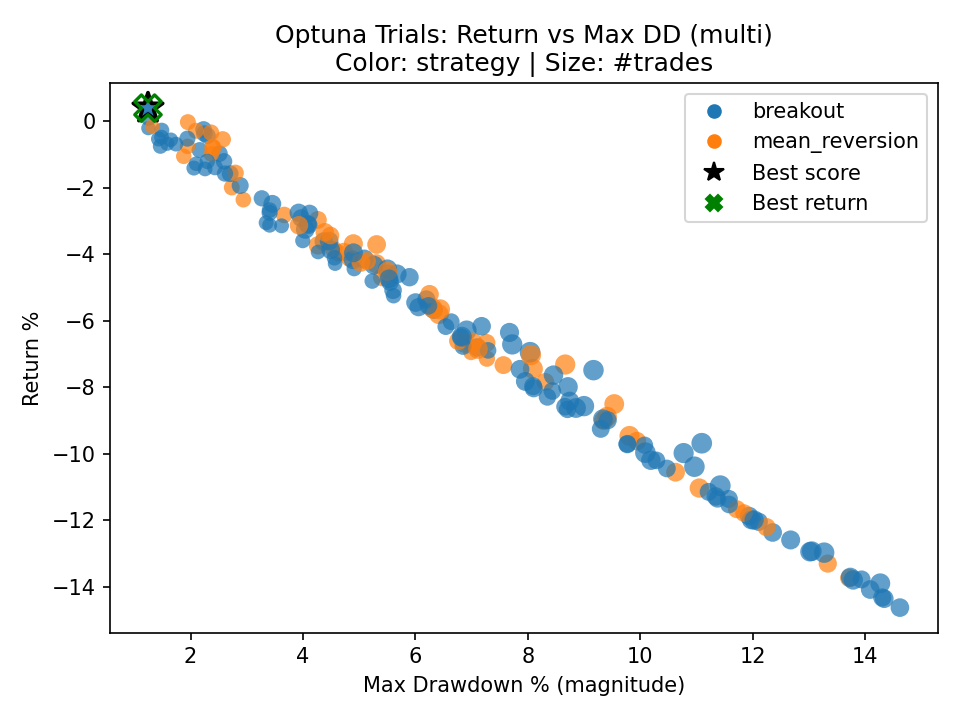 Optuna Trials: Return vs Max DD (multi)
Color: strategy | Size: #trades
breakout
mean_reversion
Best score
Best return
Return %
0
−2
−4
−6
−8
−10
−12
−14
2 4 6 8 10 12 14
Max Drawdown % (magnitude)